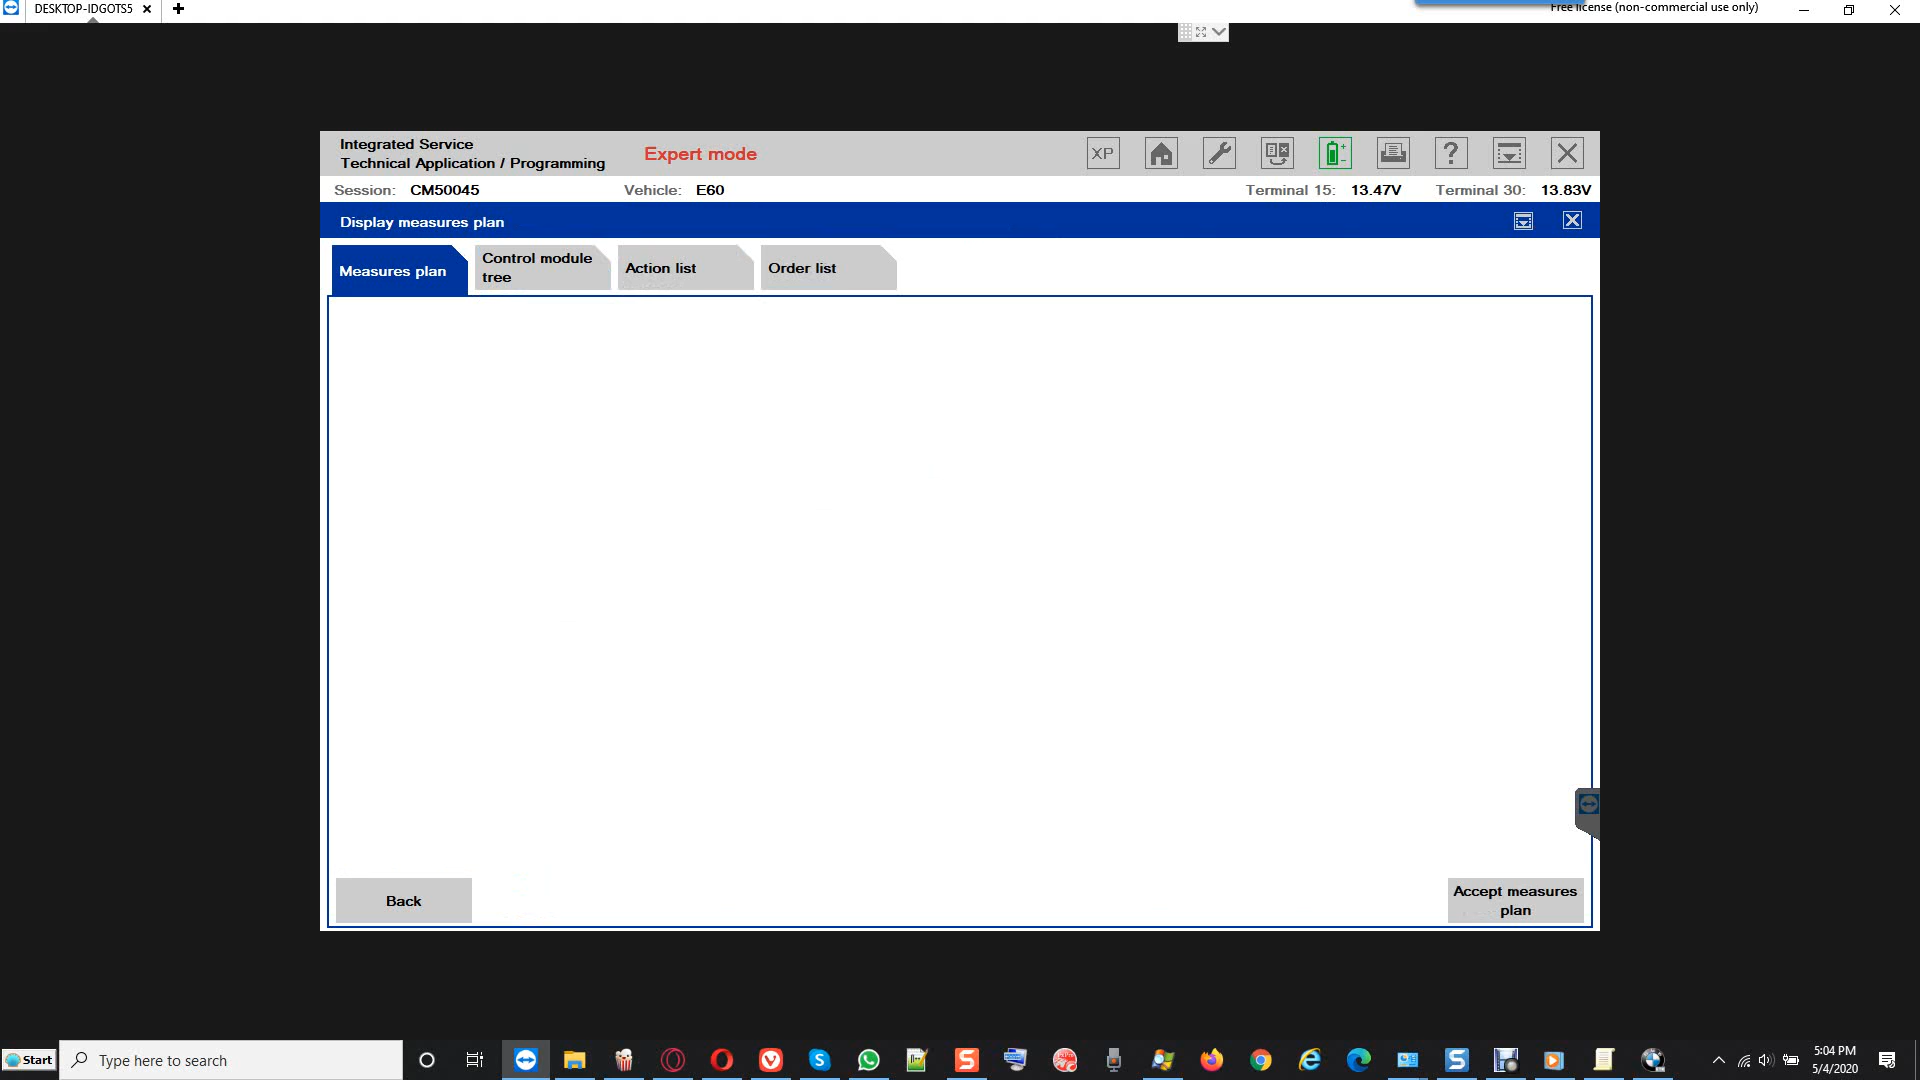 DESKTOP-IDGOTS5
Free license (non-commercial use only)
Integrated Service
Technical Application / Programming
Expert mode
XP
Session: CM50045
Vehicle: E60
Terminal 15: 13.47V
Terminal 30: 13.83V
Display measures plan
Measures plan
Control module
tree
Action list
Order list
Back
Accept measures
plan
Start
Type here to search
5:04 PM
5/4/2020